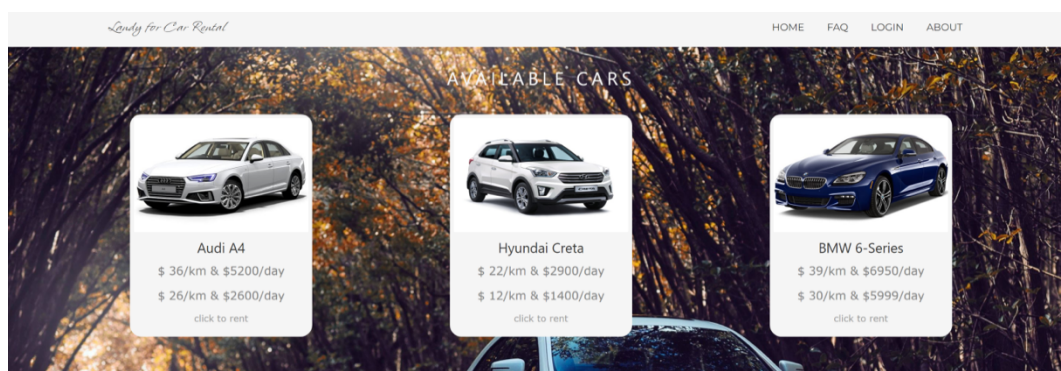 Landy for Car Rental
HOME FAQ LOGIN ABOUT
AVAILABLE CARS
Audi A4
$ 36/km & $5200/day
$ 26/km & $2600/day
click to rent
Hyundai Creta
$ 22/km & $2900/day
$ 12/km & $1400/day
click to rent
BMW 6-Series
$ 39/km & $6950/day
$ 30/km & $5999/day
click to rent